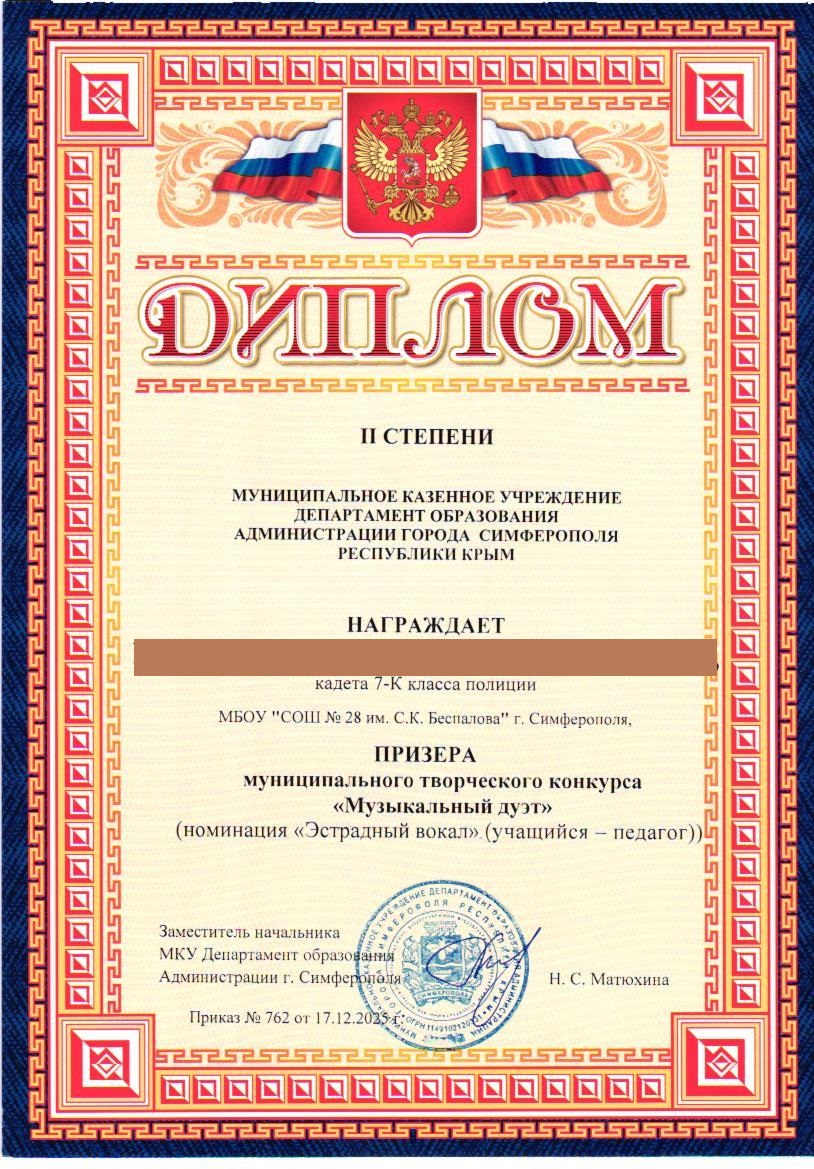 ДИПЛОМ
II СТЕПЕНИ
МУНИЦИПАЛЬНОЕ КАЗЕННОЕ УЧРЕЖДЕНИЕ
ДЕПАРТАМЕНТ ОБРАЗОВАНИЯ
АДМИНИСТРАЦИИ ГОРОДА СИМФЕРОПОЛЯ
РЕСПУБЛИКИ КРЫМ
НАГРАЖДАЕТ
кадета 7-К класса полиции
МБОУ "СОШ № 28 им. С.К. Беспалова" г. Симферополя,
ПРИЗЕРА
муниципального творческого конкурса
«Музыкальный дуэт»
(номинация «Эстрадный вокал» (учащийся – педагог))
Заместитель начальника
МКУ Департамент образования
Администрации г. Симферополя
Н. С. Матюхина
Приказ № 762 от 17.12.2025 г.